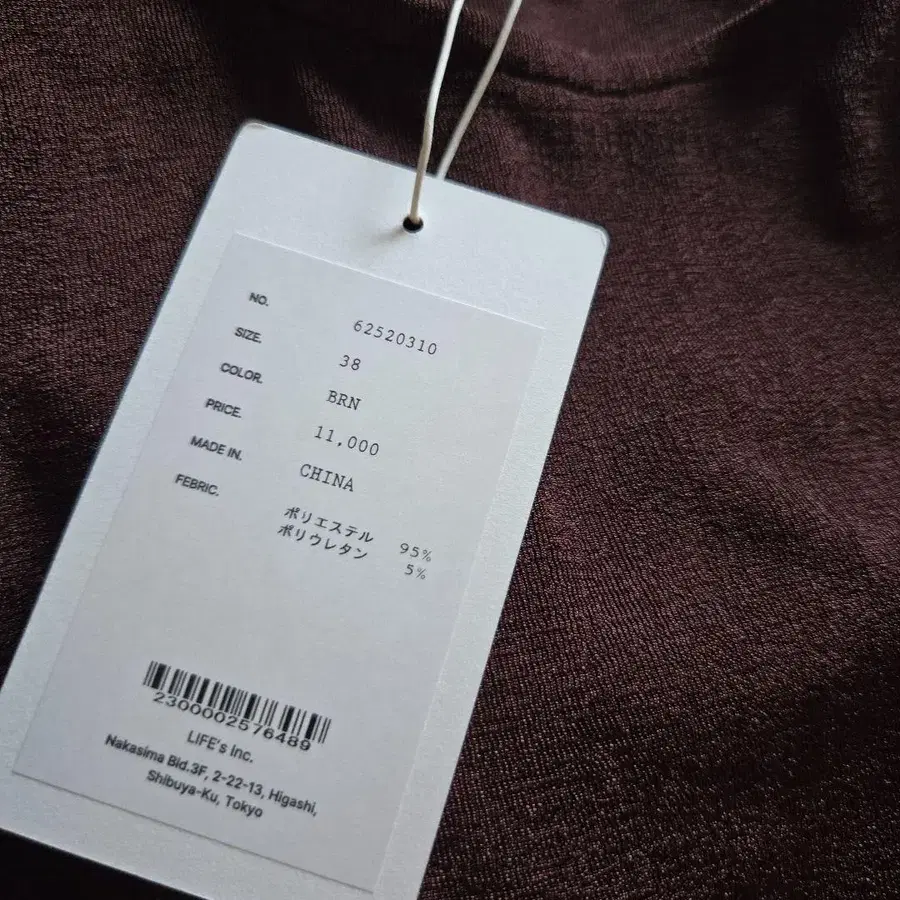 NO. 62520310
SIZE. 38
COLOR. BRN
PRICE. 11,000
MADE IN. CHINA
FEBRIC.
ポリエステル 95%
ポリウレタン 5%
2300002576489
LIFE's Inc.
Nakasima Bld.3F, 2-22-13, Higashi,
Shibuya-Ku, Tokyo